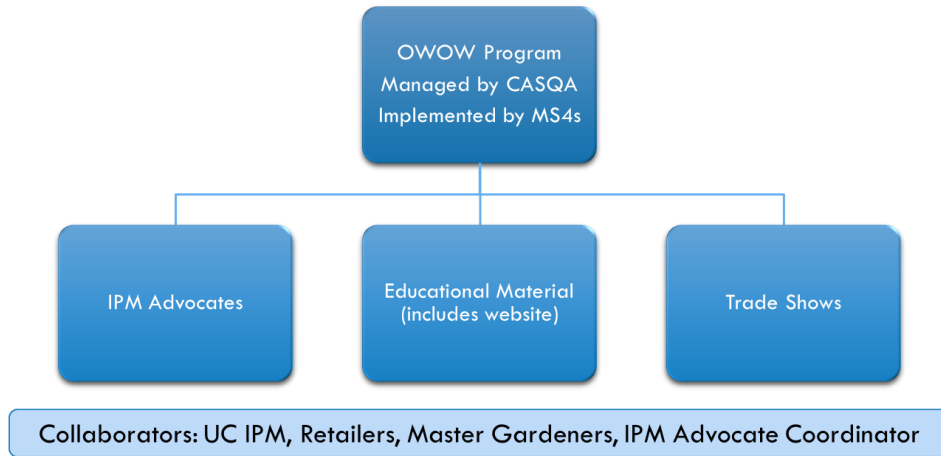 OWOW Program
Managed by CASQA
Implemented by MS4s
IPM Advocates
Educational Material
(includes website)
Trade Shows
Collaborators: UC IPM, Retailers, Master Gardeners, IPM Advocate Coordinator